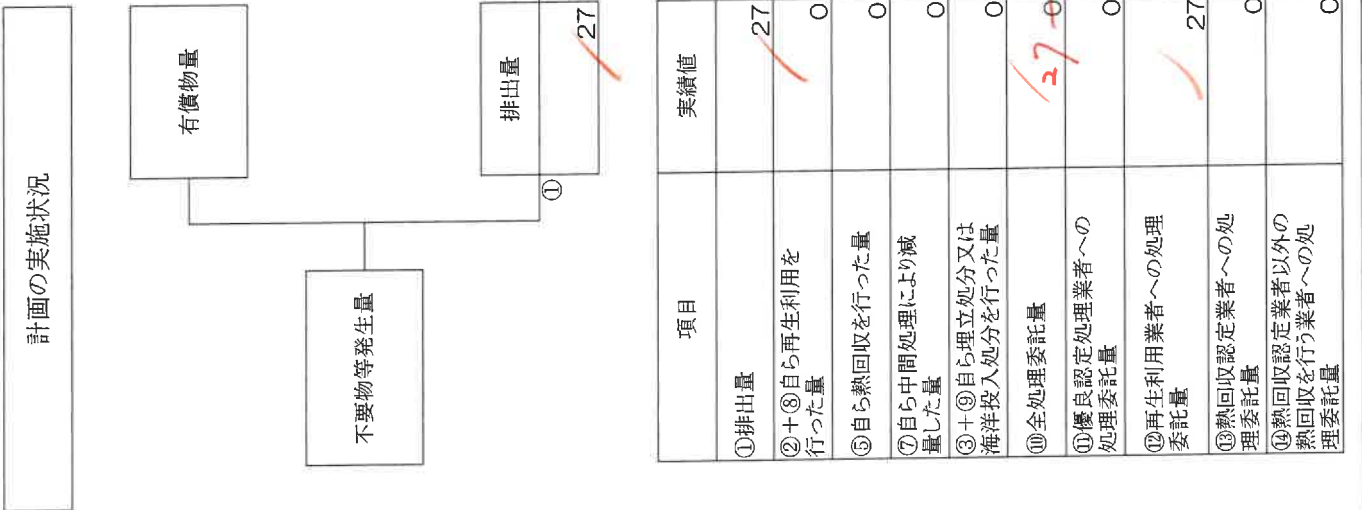 計画の実施状況
有償物量
不要物等発生量
排出量
①
27
項目 実績値
①排出量 27
②+⑧自ら再生利用を
行った量 0
⑤自ら熱回収を行った量 0
⑦自ら中間処理により減
量した量 0
③+⑨自ら埋立処分又は
海洋投入処分を行った量 0
⑩全処理委託量 27 0
⑪優良認定処理業者への
処理委託量 0
⑫再生利用業者への処理
委託量 27
⑬熱回収認定業者への処
理委託量 0
⑭熱回収認定業者以外の
熱回収を行う業者への処
理委託量 0